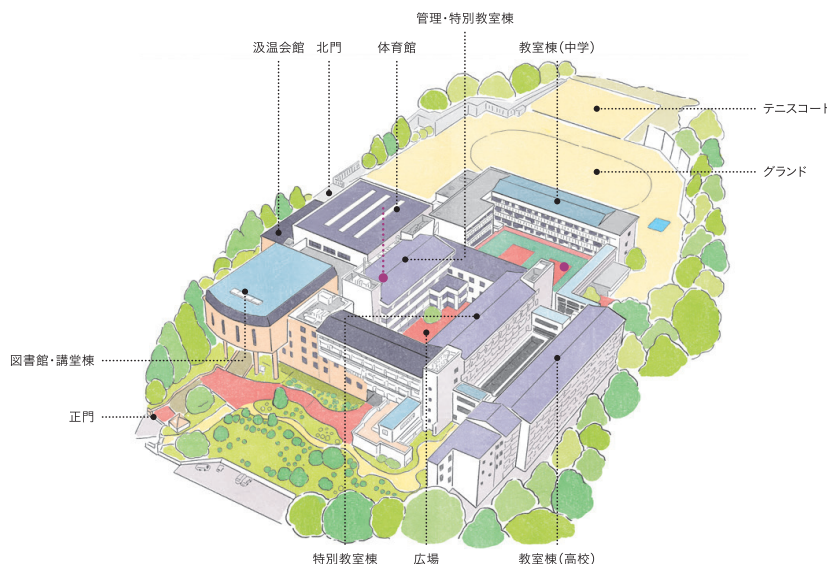 管理・特別教室棟
汲温会館
北門
体育館
教室棟（中学）
テニスコート
グランド
図書館・講堂棟
正門
特別教室棟
広場
教室棟（高校）